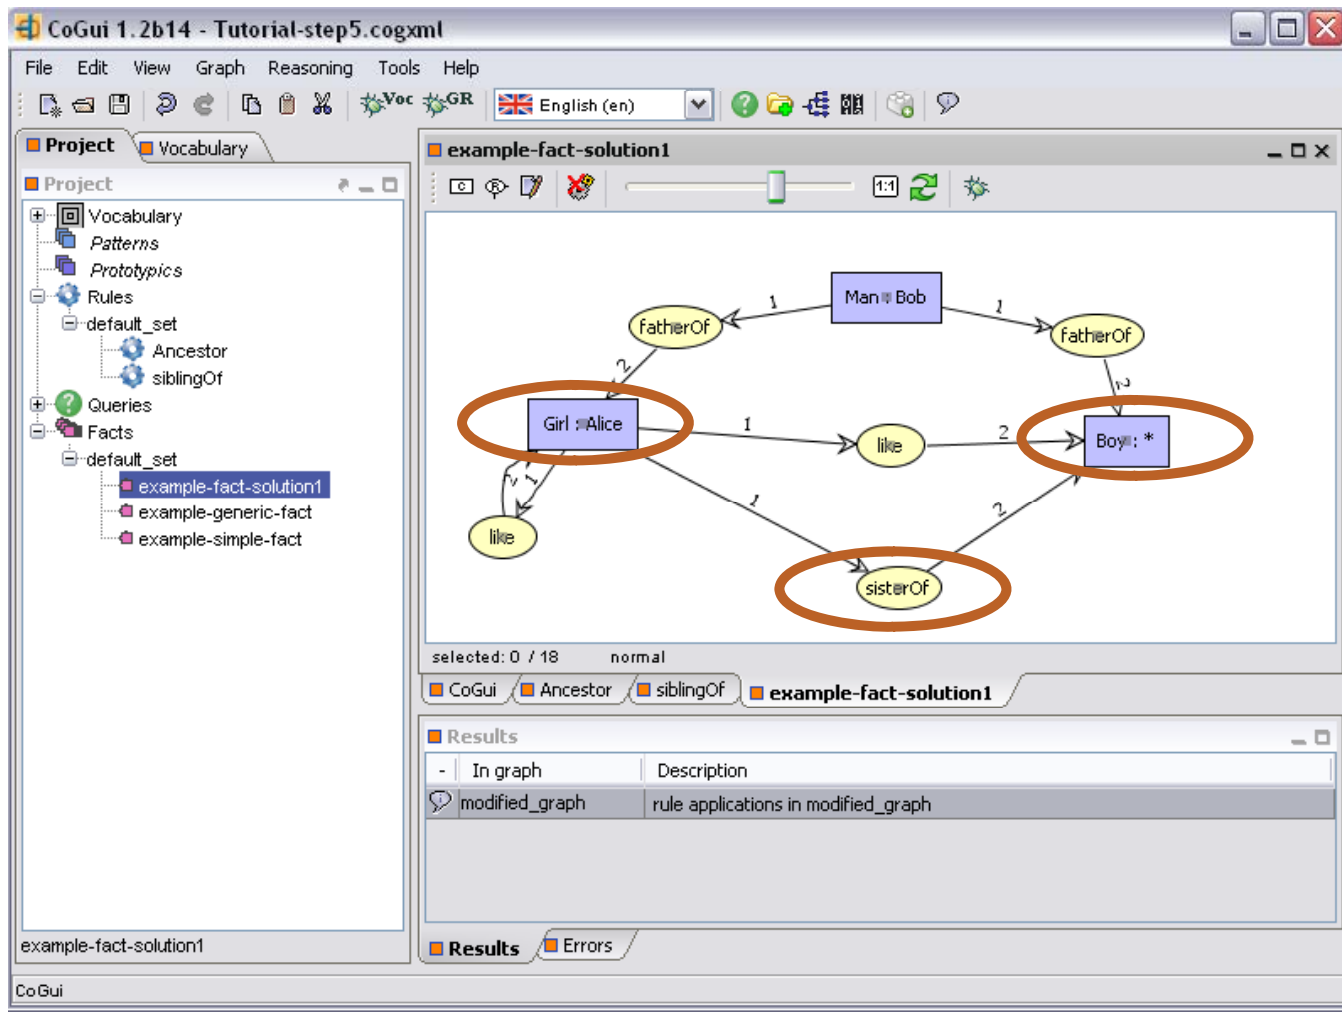 CoGui 1.2b14 - Tutorial-step5.cogxml
File Edit View Graph Reasoning Tools Help
Voc GR English (en)
Project Vocabulary
Project
Vocabulary
Patterns
Prototypics
Rules
default_set
Ancestor
siblingOf
Queries
Facts
default_set
example-fact-solution1
example-generic-fact
example-simple-fact
example-fact-solution1
example-fact-solution1
C R 1:1
Man : Bob
1
1
fatherOf
fatherOf
2
2
Girl : Alice
1
like
2
Boy : *
2
1
like
1
2
sisterOf
selected: 0 / 18 normal
CoGui Ancestor siblingOf example-fact-solution1
Results
- In graph Description
modified_graph rule applications in modified_graph
Results Errors
CoGui